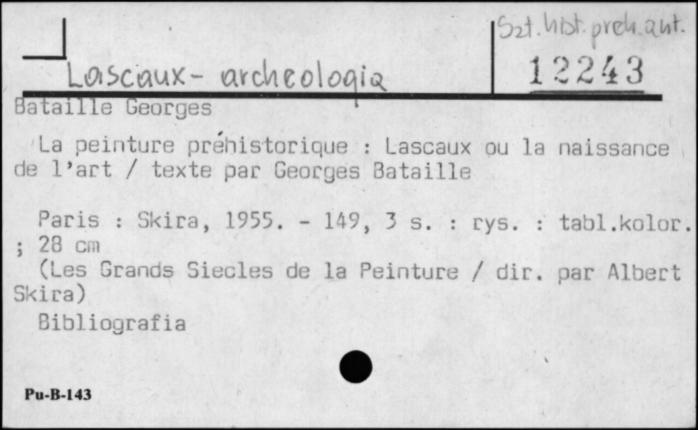 Szt. hist. preh. ant.
Lascaux - archeologia
12243
Bataille Georges
La peinture préhistorique : Lascaux ou la naissance
de l'art / texte par Georges Bataille
Paris : Skira, 1955. - 149, 3 s. : rys. : tabl.kolor.
; 28 cm
(Les Grands Siecles de la Peinture / dir. par Albert
Skira)
Bibliografia
Pu-B-143